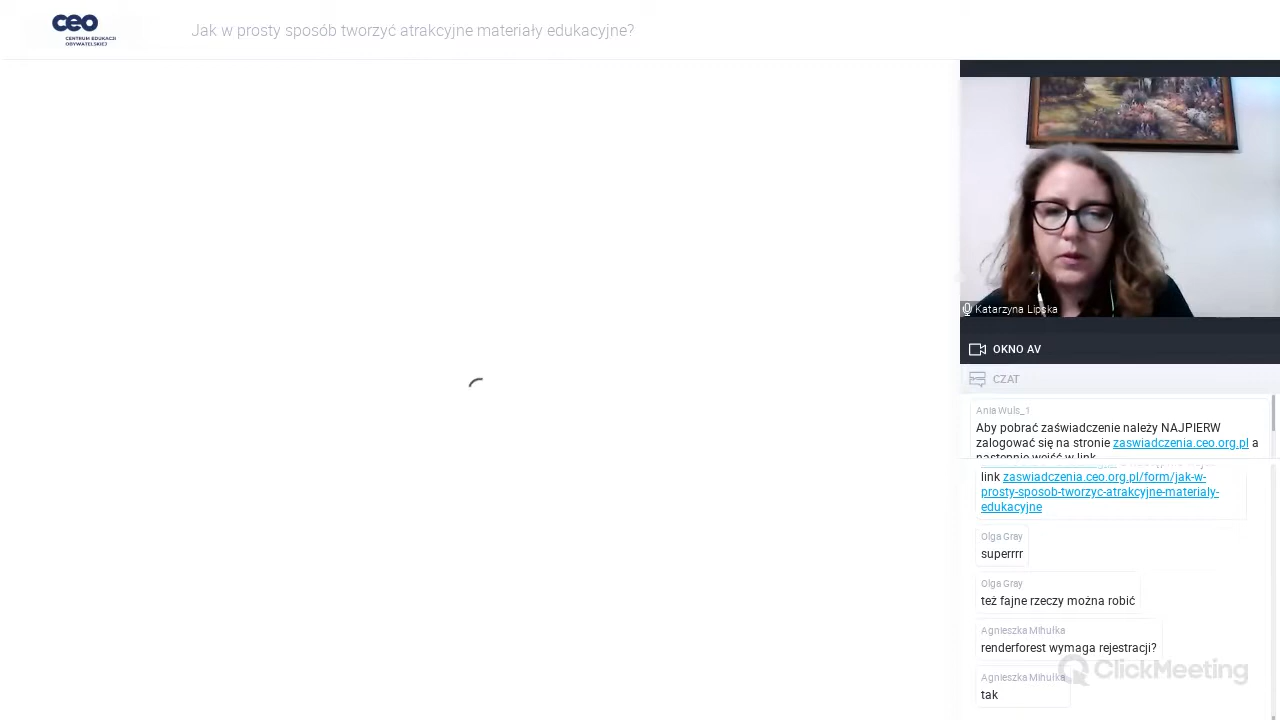 ceo
CENTRUM EDUKACJI
OBYWATELSKIEJ
Jak w prosty sposób tworzyć atrakcyjne materiały edukacyjne?
Katarzyna Lipska
OKNO AV
CZAT
Ania Wuls_1
Aby pobrać zaświadczenie należy NAJPIERW
zalogować się na stronie zaswiadczenia.ceo.org.pl a
następnie wejść w link
link zaswiadczenia.ceo.org.pl/form/jak-w-
prosty-sposob-tworzyc-atrakcyjne-materialy-
edukacyjne
Olga Gray
superrrr
Olga Gray
też fajne rzeczy można robić
Agnieszka Mihułka
renderforest wymaga rejestracji?
Agnieszka Mihułka
tak
ClickMeeting